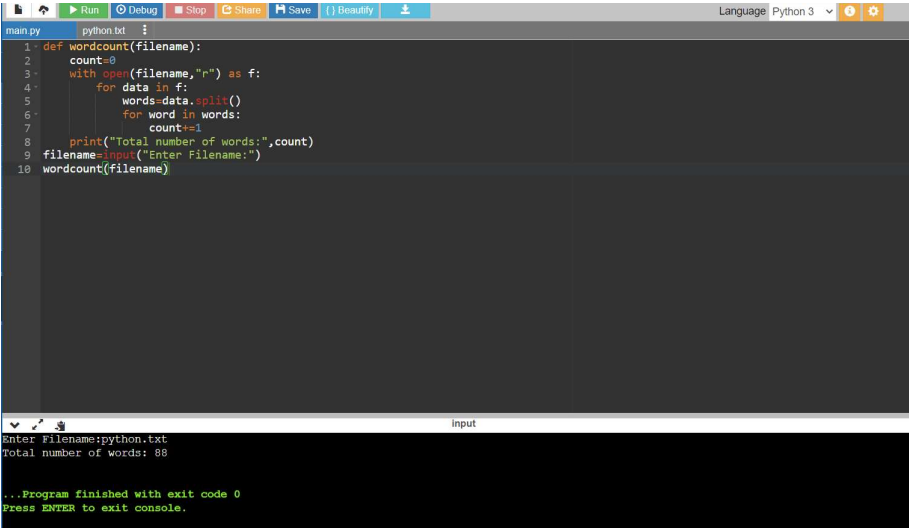 Run Debug Stop Share Save { } Beautify Language Python 3
main.py python.txt
1 def wordcount(filename):
2     count=0
3     with open(filename,"r") as f:
4         for data in f:
5             words=data.split()
6             for word in words:
7                 count+=1
8     print("Total number of words:",count)
9 filename=input("Enter Filename:")
10 wordcount(filename)
input
Enter Filename:python.txt
Total number of words: 88
...Program finished with exit code 0
Press ENTER to exit console.